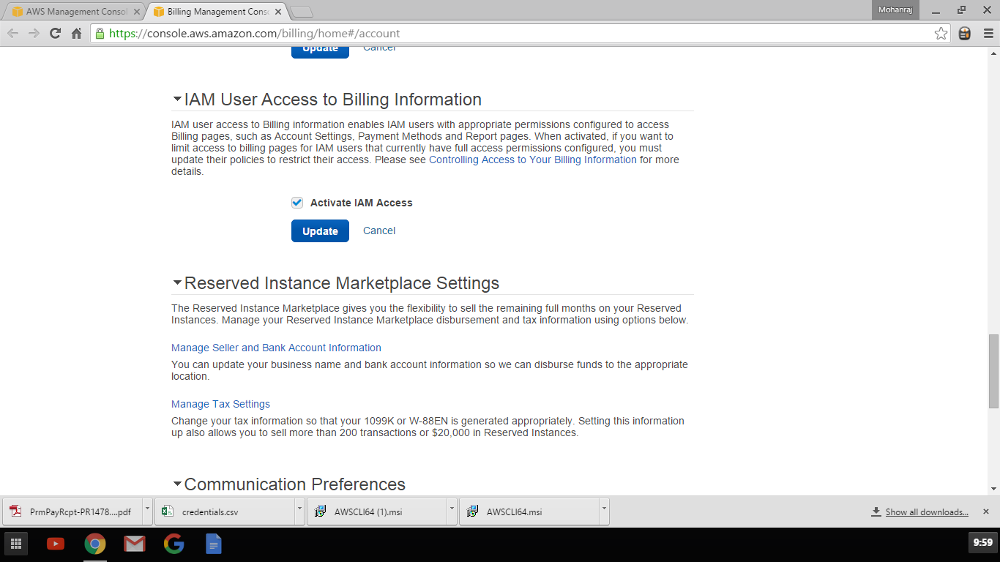 AWS Management Consol
Billing Management Conso
Mohanraj
https://console.aws.amazon.com/billing/home#/account
Update Cancel
IAM User Access to Billing Information
IAM user access to Billing information enables IAM users with appropriate permissions configured to access
Billing pages, such as Account Settings, Payment Methods and Report pages. When activated, if you want to
limit access to billing pages for IAM users that currently have full access permissions configured, you must
update their policies to restrict their access. Please see Controlling Access to Your Billing Information for more
details.
Activate IAM Access
Update Cancel
Reserved Instance Marketplace Settings
The Reserved Instance Marketplace gives you the flexibility to sell the remaining full months on your Reserved
Instances. Manage your Reserved Instance Marketplace disbursement and tax information using options below.
Manage Seller and Bank Account Information
You can update your business name and bank account information so we can disburse funds to the appropriate
location.
Manage Tax Settings
Change your tax information so that your 1099K or W-88EN is generated appropriately. Setting this information
up also allows you to sell more than 200 transactions or $20,000 in Reserved Instances.
Communication Preferences
PrmPayRcpt-PR1478....pdf
credentials.csv
AWSCLI64 (1).msi
AWSCLI64.msi
Show all downloads...
9:59